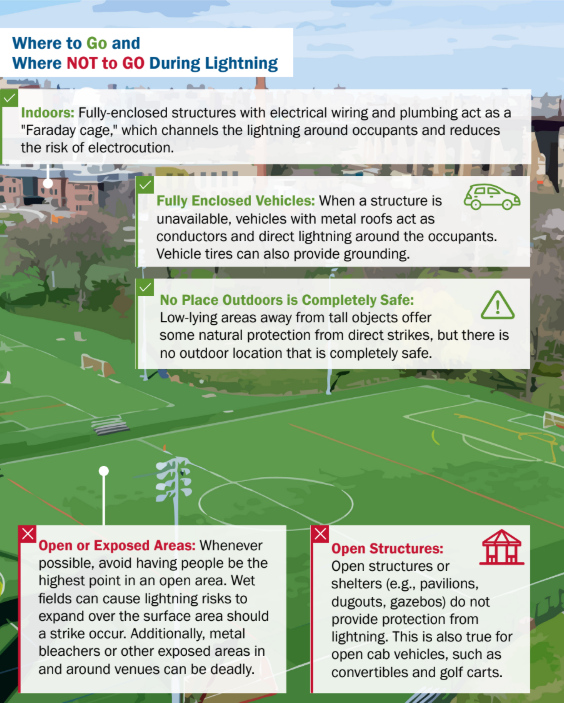 Where to Go and
Where NOT to GO During Lightning
Indoors: Fully-enclosed structures with electrical wiring and plumbing act as a
"Faraday cage," which channels the lightning around occupants and reduces
the risk of electrocution.
Fully Enclosed Vehicles: When a structure is
unavailable, vehicles with metal roofs act as
conductors and direct lightning around the occupants.
Vehicle tires can also provide grounding.
No Place Outdoors is Completely Safe:
Low-lying areas away from tall objects offer
some natural protection from direct strikes, but there is
no outdoor location that is completely safe.
Open or Exposed Areas: Whenever
possible, avoid having people be the
highest point in an open area. Wet
fields can cause lightning risks to
expand over the surface area should
a strike occur. Additionally, metal
bleachers or other exposed areas in
and around venues can be deadly.
Open Structures:
Open structures or
shelters (e.g., pavilions,
dugouts, gazebos) do not
provide protection from
lightning. This is also true for
open cab vehicles, such as
convertibles and golf carts.